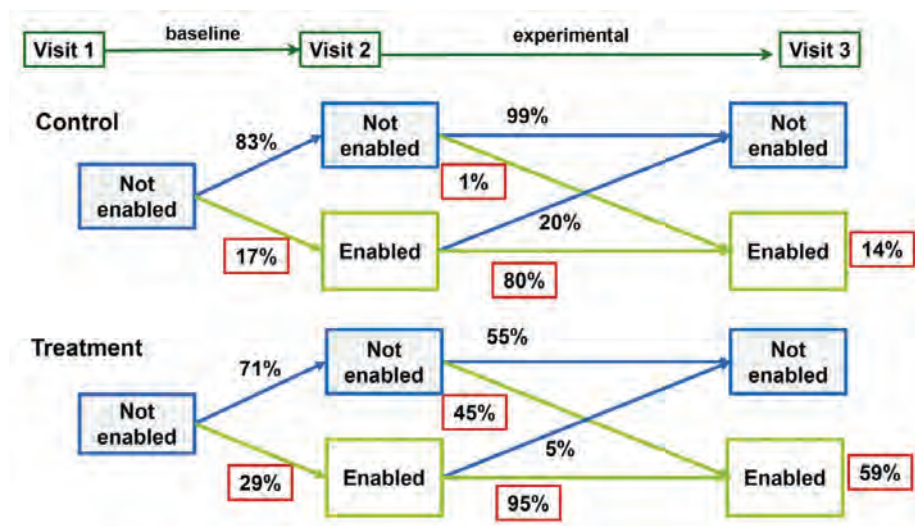 Visit 1
baseline
Visit 2
experimental
Visit 3
Control
Not
enabled
83%
17%
Not
enabled
Enabled
99%
1%
20%
80%
Not
enabled
Enabled
14%
Treatment
Not
enabled
71%
29%
Not
enabled
Enabled
55%
45%
5%
95%
Not
enabled
Enabled
59%